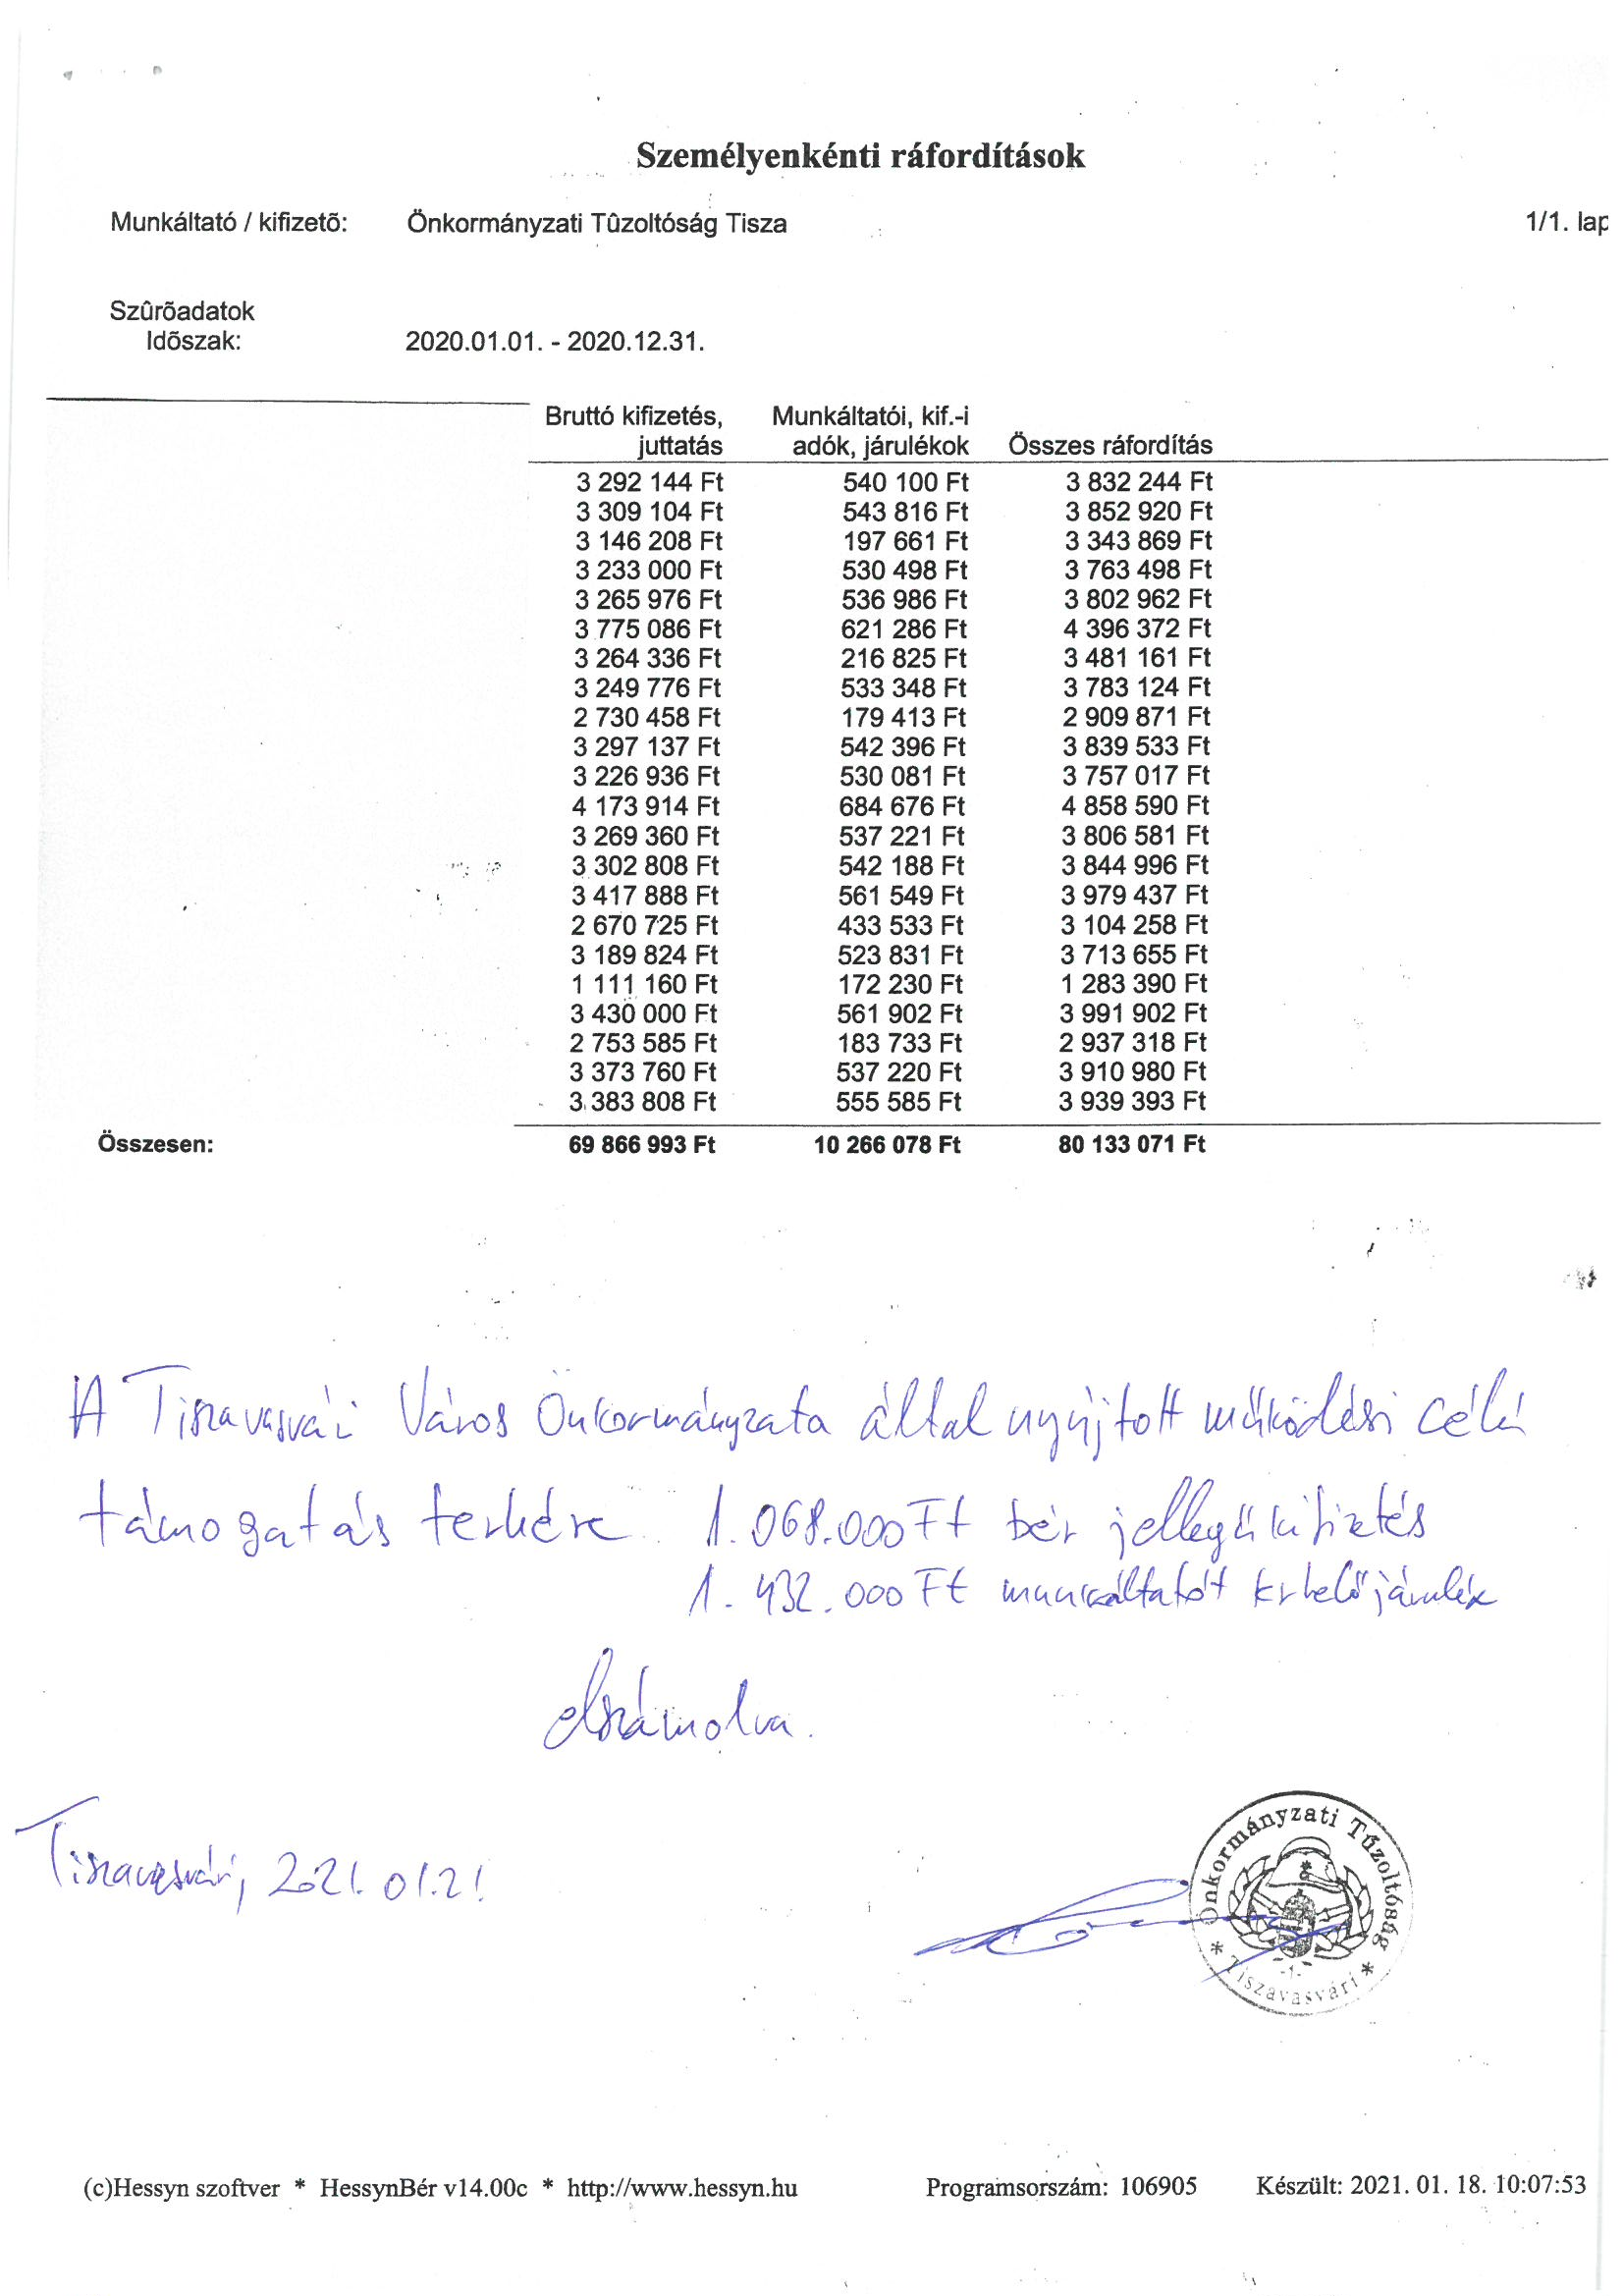 Személyenkénti ráfordítások
Munkáltató / kifizetõ: Önkormányzati Tûzoltóság Tisza 1/1. lap
Szûrõadatok
Idõszak: 2020.01.01. - 2020.12.31.
Bruttó kifizetés, Munkáltatói, kif.-i
juttatás adók, járulékok Összes ráfordítás
3 292 144 Ft 540 100 Ft 3 832 244 Ft
3 309 104 Ft 543 816 Ft 3 852 920 Ft
3 146 208 Ft 197 661 Ft 3 343 869 Ft
3 233 000 Ft 530 498 Ft 3 763 498 Ft
3 265 976 Ft 536 986 Ft 3 802 962 Ft
3 775 086 Ft 621 286 Ft 4 396 372 Ft
3 264 336 Ft 216 825 Ft 3 481 161 Ft
3 249 776 Ft 533 348 Ft 3 783 124 Ft
2 730 458 Ft 179 413 Ft 2 909 871 Ft
3 297 137 Ft 542 396 Ft 3 839 533 Ft
3 226 936 Ft 530 081 Ft 3 757 017 Ft
4 173 914 Ft 684 676 Ft 4 858 590 Ft
3 269 360 Ft 537 221 Ft 3 806 581 Ft
3 302 808 Ft 542 188 Ft 3 844 996 Ft
3 417 888 Ft 561 549 Ft 3 979 437 Ft
2 670 725 Ft 433 533 Ft 3 104 258 Ft
3 189 824 Ft 523 831 Ft 3 713 655 Ft
1 111 160 Ft 172 230 Ft 1 283 390 Ft
3 430 000 Ft 561 902 Ft 3 991 902 Ft
2 753 585 Ft 183 733 Ft 2 937 318 Ft
3 373 760 Ft 537 220 Ft 3 910 980 Ft
3 383 808 Ft 555 585 Ft 3 939 393 Ft
Összesen: 69 866 993 Ft 10 266 078 Ft 80 133 071 Ft
A Tiszavasvári Város Önkormányzata által nyújtott működési célú
támogatás terhére 1.068.000 Ft bér jellegű kifizetés
1.432.000 Ft munkáltatót terhelő járulék
elszámolva.
Tiszavasvári, 2021.01.21
Önkormányzati Tűzoltóság
* Tiszavasvári *
-1-
(c)Hessyn szoftver * HessynBér v14.00c * http://www.hessyn.hu Programsorszám: 106905 Készült: 2021. 01. 18. 10:07:53